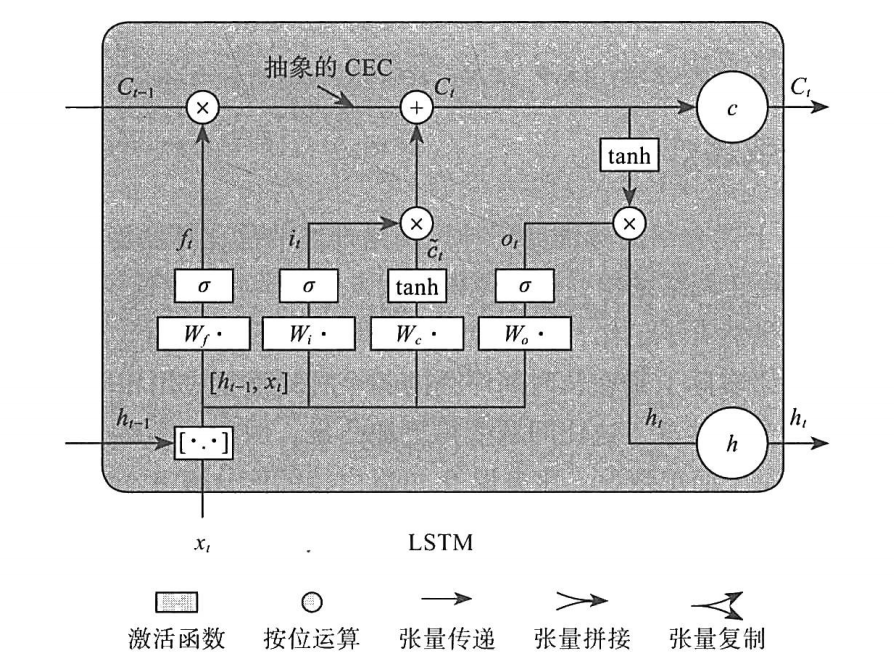 抽象的 CEC
C_{t-1}
×
+
C_t
c
C_t
tanh
f_t
i_t
×
c̃_t
o_t
×
σ
σ
tanh
σ
W_f ·
W_i ·
W_c ·
W_o ·
[h_{t-1}, x_t]
h_{t-1}
[·.·]
h_t
h
h_t
x_t
LSTM
激活函数 按位运算 张量传递 张量拼接 张量复制